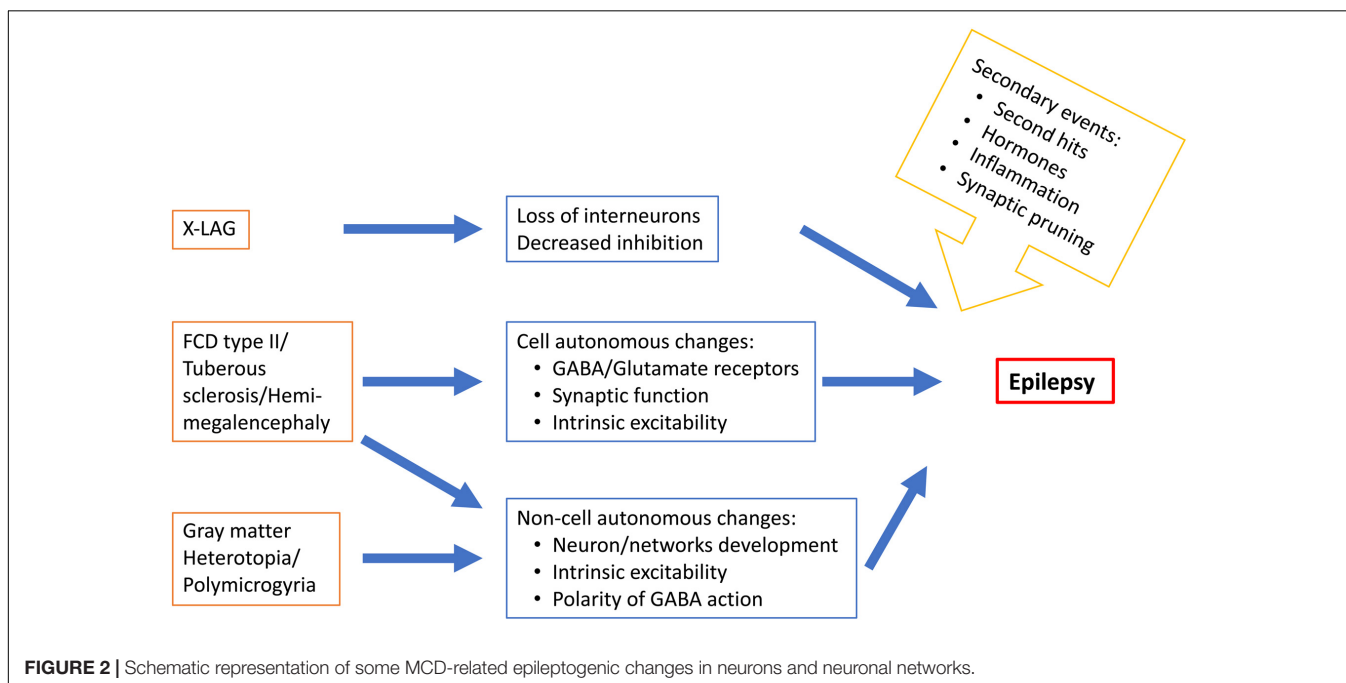 Secondary events:
• Second hits
• Hormones
• Inflammation
• Synaptic pruning
X-LAG
Loss of interneurons
Decreased inhibition
FCD type II/
Tuberous
sclerosis/Hemi-
megalencephaly
Cell autonomous changes:
• GABA/Glutamate receptors
• Synaptic function
• Intrinsic excitability
Epilepsy
Gray matter
Heterotopia/
Polymicrogyria
Non-cell autonomous changes:
• Neuron/networks development
• Intrinsic excitability
• Polarity of GABA action
FIGURE 2 | Schematic representation of some MCD-related epileptogenic changes in neurons and neuronal networks.